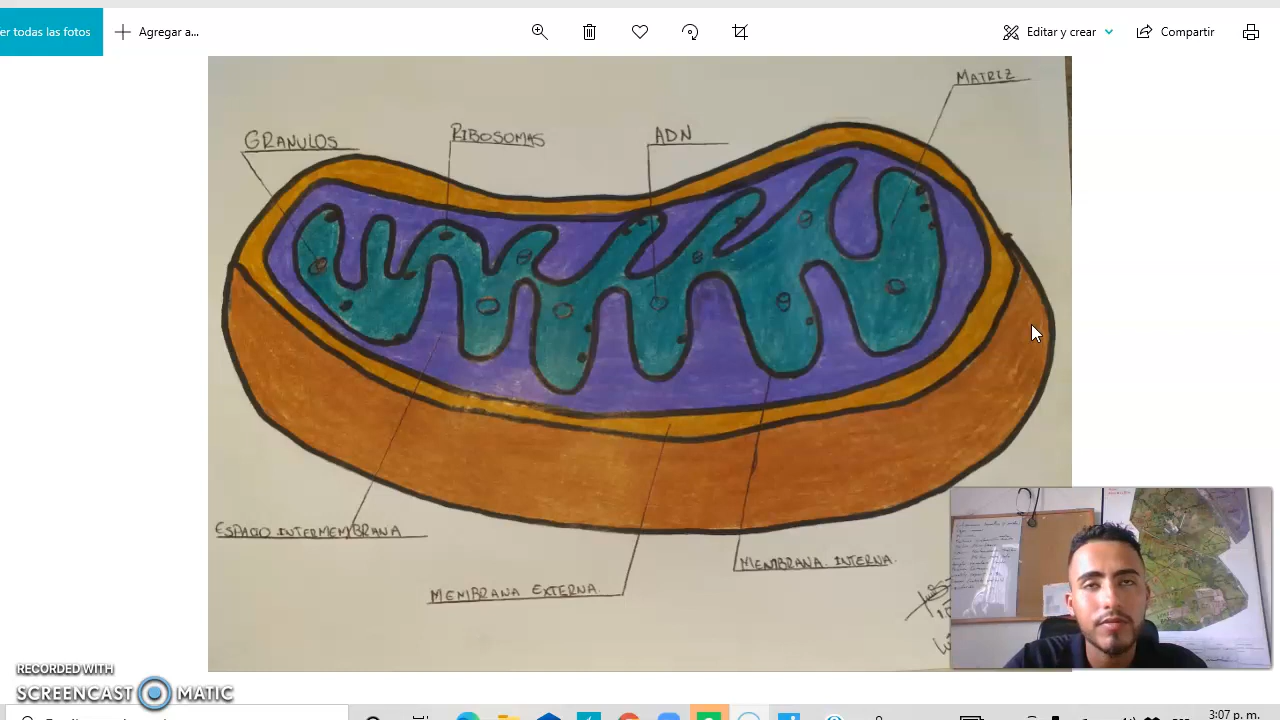 er todas las fotos
Agregar a...
Editar y crear
Compartir
MATRIZ
GRANULOS
RIBOSOMAS
ADN
ESPACIO INTERMEMBRANA
MEMBRANA EXTERNA.
MEMBRANA INTERNA.
RECORDED WITH
SCREENCAST MATIC
3:07 p. m.